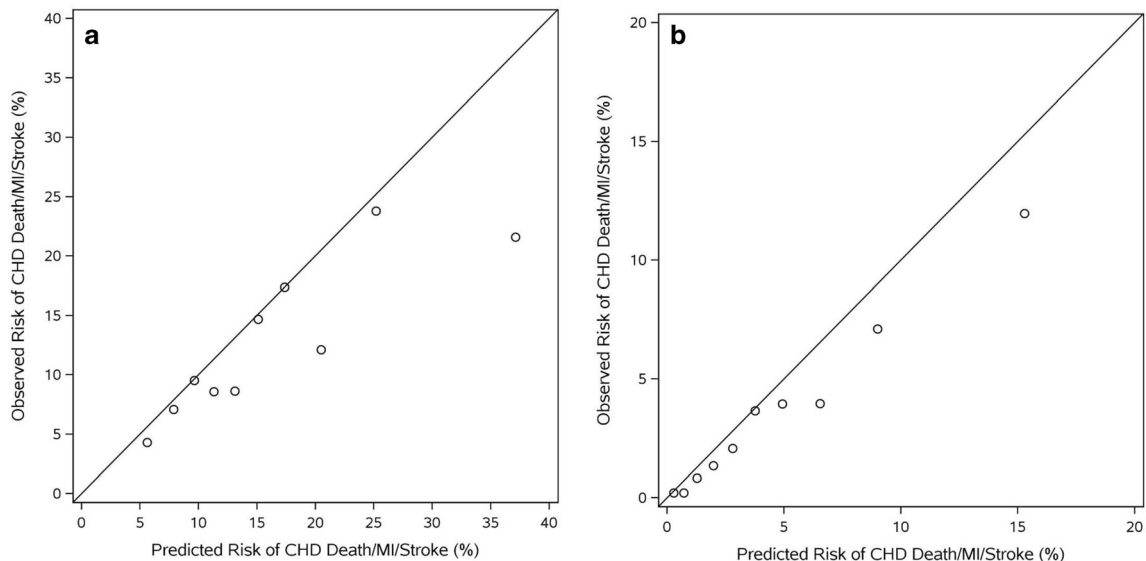 a
Observed Risk of CHD Death/MI/Stroke (%)
40
35
30
25
20
15
10
5
0
0 5 10 15 20 25 30 35 40
Predicted Risk of CHD Death/MI/Stroke (%)
b
Observed Risk of CHD Death/MI/Stroke (%)
20
15
10
5
0
0 5 10 15 20
Predicted Risk of CHD Death/MI/Stroke (%)